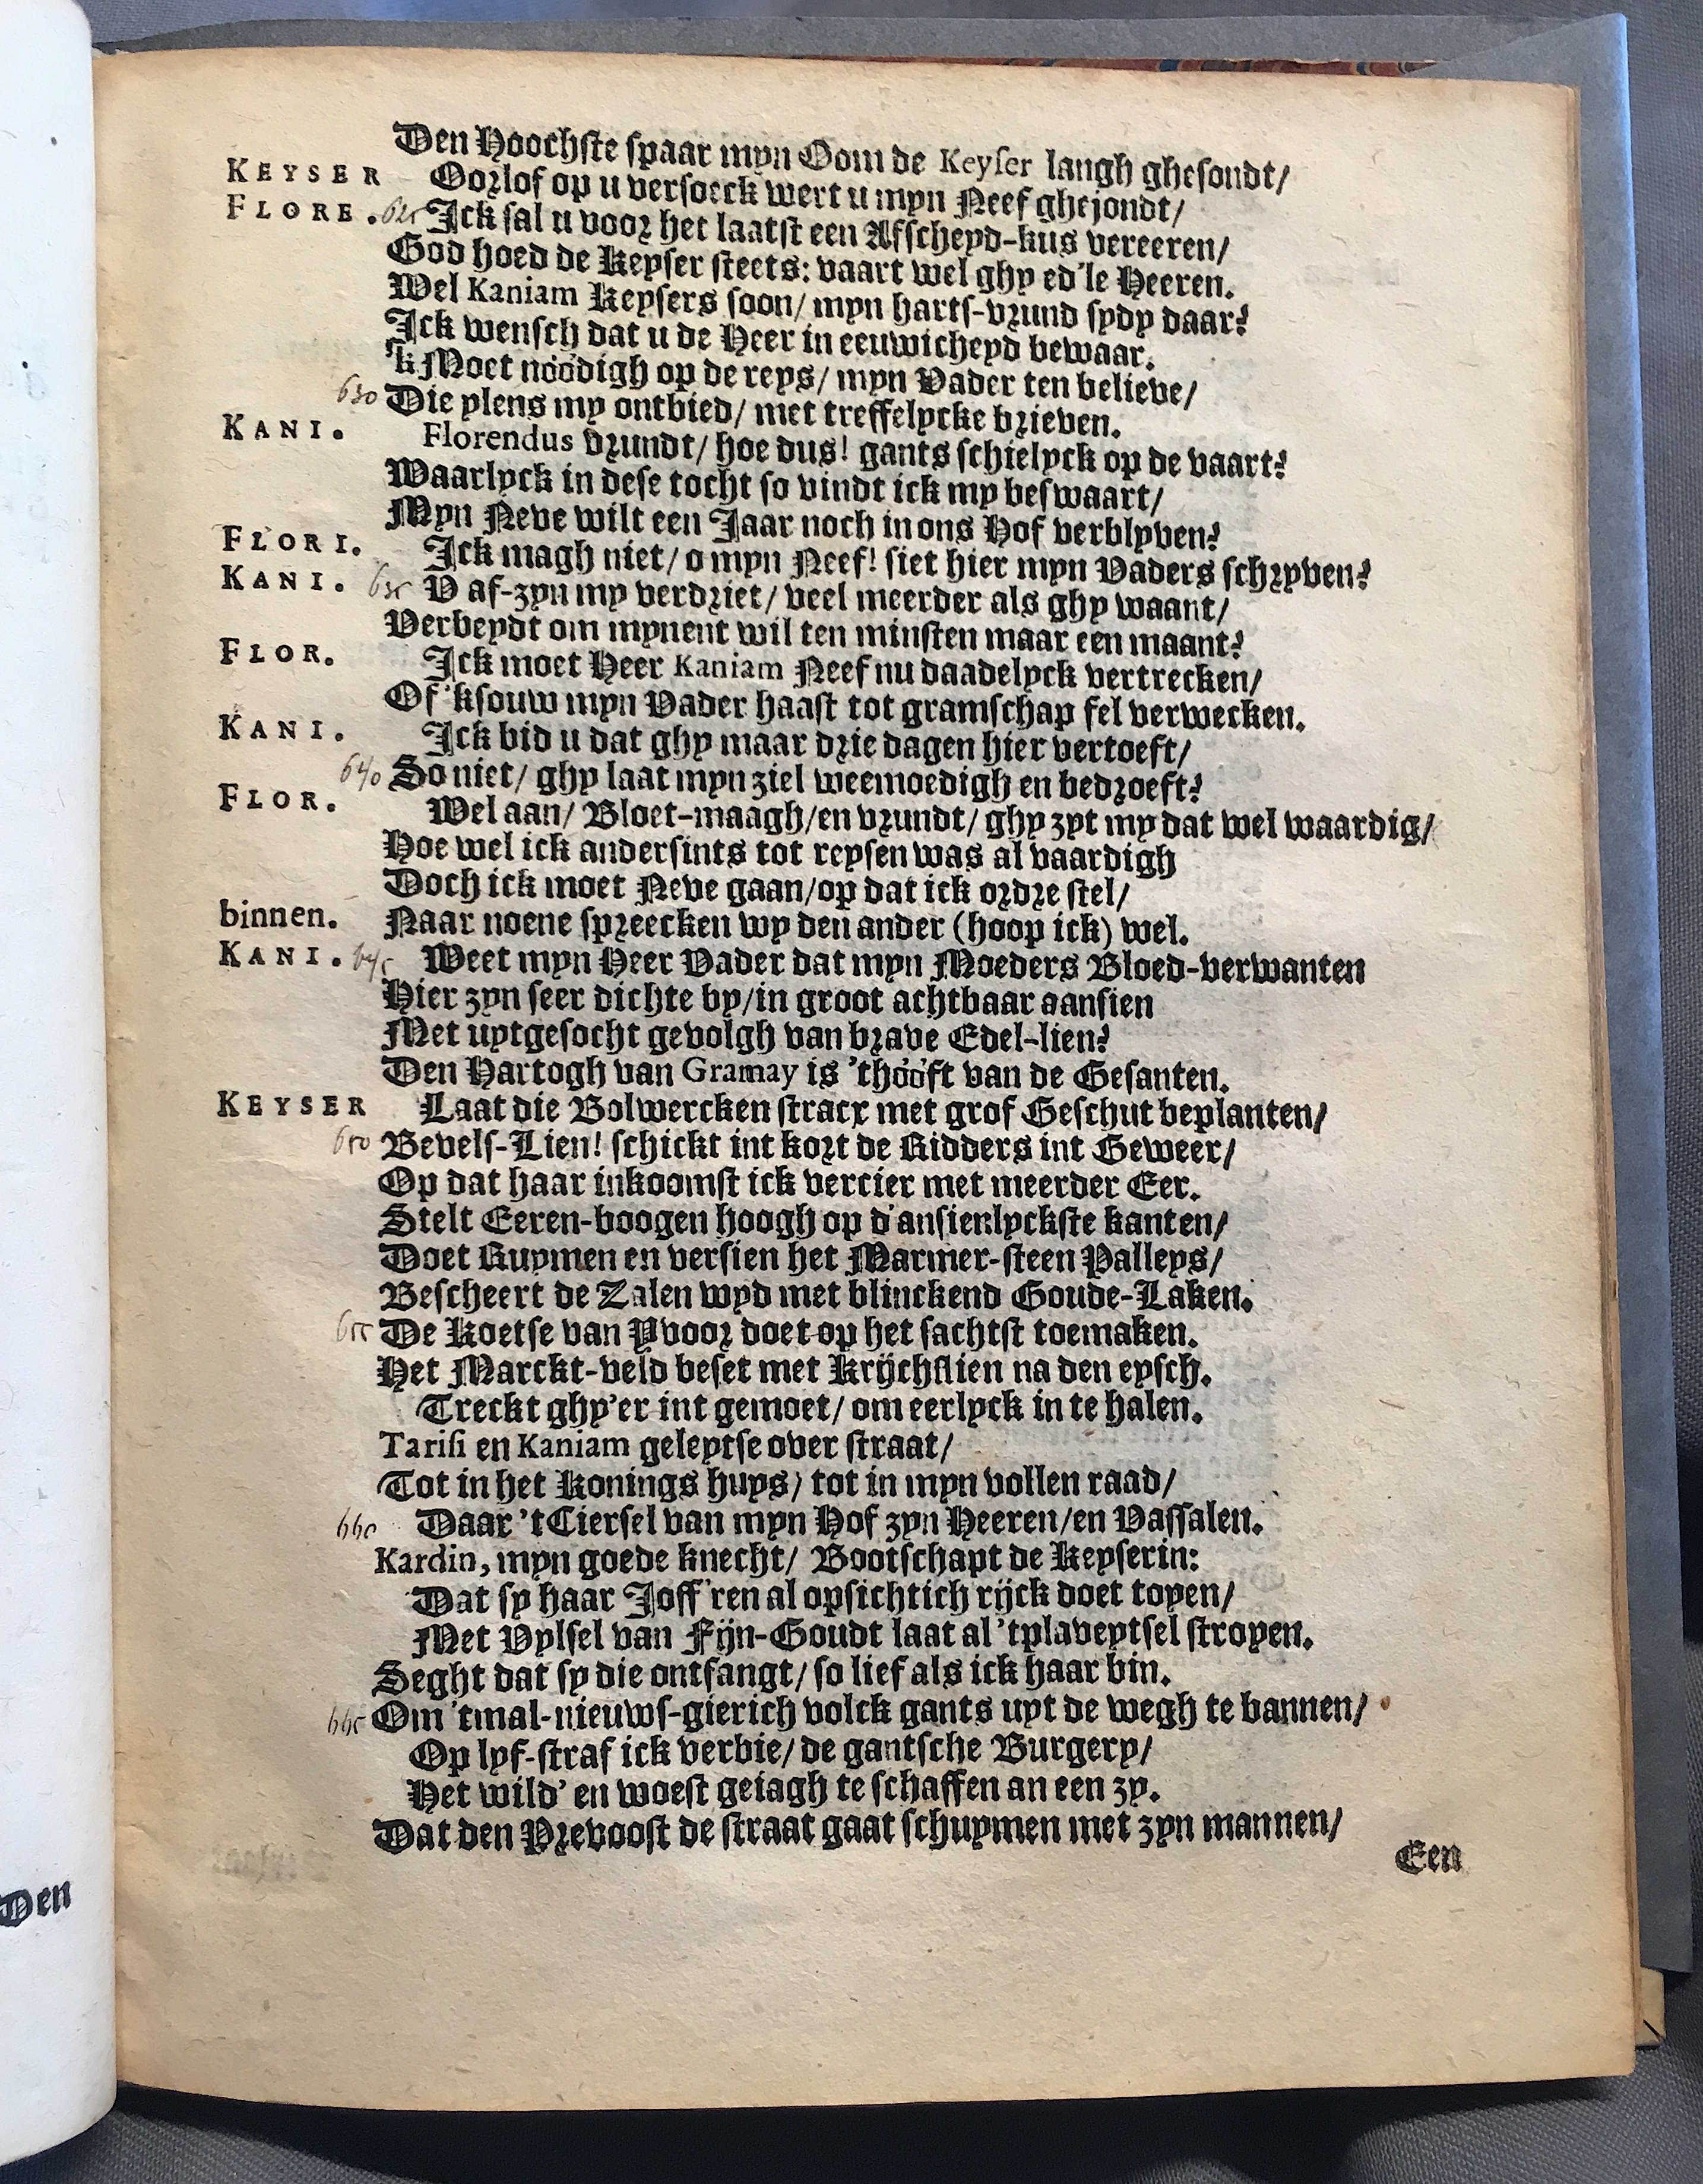 Den Hoochste spaar myn Oom de Keyser langh ghesondt/
KEYSER Oorlof op u versoeck wert u myn Neef ghejondt/
FLORE. 625 Ick sal u voor het laatst een Afscheyd-kus vereeren/
God hoed de Keyser steets: vaart wel ghy ed'le Heeren.
Wel Kaniam Keysers soon/ myn harts-vrund sydy daar?
Ick wensch dat u de Heer in eeuwicheyd bewaar.
'k Moet nóódigh op de reys/ myn Vader ten believe/
630 Die ylens my ontbied/ met treffelycke brieven.
KANI. Florendus vrundt/ hoe dus! gants schielyck op de vaart?
Waarlyck in dese tocht so vindt ick my beswaart/
Myn Neve wilt een Jaar noch in ons Hof verblyven?
FLORI. Ick magh niet/ o myn Neef! siet hier myn Vaders schryven?
KANI. 635 V af-zyn my verdriet/ veel meerder als ghy waant/
Verbeydt om mynent wil ten minsten maar een maant?
FLOR. Ick moet Heer Kaniam Neef nu daadelyck vertrecken/
Of 'ksouw myn Vader haast tot gramschap fel verwecken.
KANI. Ick bid u dat ghy maar drie dagen hier vertoeft/
640 So niet/ ghy laat myn ziel weemoedigh en bedroeft?
FLOR. Wel aan/ Bloet-maagh/en vrundt/ ghy zyt my dat wel waardig/
Hoe wel ick andersints tot reysen was al vaardigh
Doch ick moet Neve gaan/op dat ick ordre stel/
binnen. Naar noene spreecken wy den ander (hoop ick) wel.
KANI. 645 Weet myn Heer Vader dat myn Moeders Bloed-verwanten
Hier zyn seer dichte by/in groot achtbaar aansien
Met uytgesocht gevolgh van brave Edel-lien?
Den Hartogh van Gramay is 'thóóft van de Gesanten.
KEYSER Laat die Bolwercken stracx met grof Geschut beplanten/
650 Bevels-Lien! schickt int kort de Ridders int Geweer/
Op dat haar inkoomst ick vercier met meerder Eer.
Stelt Eeren-boogen hoogh op d'ansienlyckste kanten/
Doet Ruymen en versien het Marmer-steen Palleys/
Bescheert de Zalen wyd met blinckend Goude-Laken.
655 De Koetse van Yvoor doet op het sachtst toemaken.
Het Marckt-veld beset met Krijchslien na den eysch.
Treckt ghy'er int gemoet/ om eerlyck in te halen.
Tarisi en Kaniam geleytse over straat/
Tot in het Konings huys/ tot in myn vollen raad/
660 Daar 't Ciersel van myn Hof zyn Heeren/en Vassalen.
Kardin, myn goede knecht/ Bootschapt de Keyserin:
Dat sy haar Joff'ren al opsichtich rijck doet toyen/
Met Vylsel van Fijn-Goudt laat al 'tplaveytsel stroyen.
Seght dat sy die ontfangt/ so lief als ick haar bin.
665 Om 'tmal-nieuws-gierich volck gants uyt de wegh te bannen/
Op lyf-straf ick verbie/ de gantsche Burgery/
Het wild' en woest geiagh te schaffen an een zy.
Dat den Prevoost de straat gaat schuymen met zyn mannen/
Een
Den